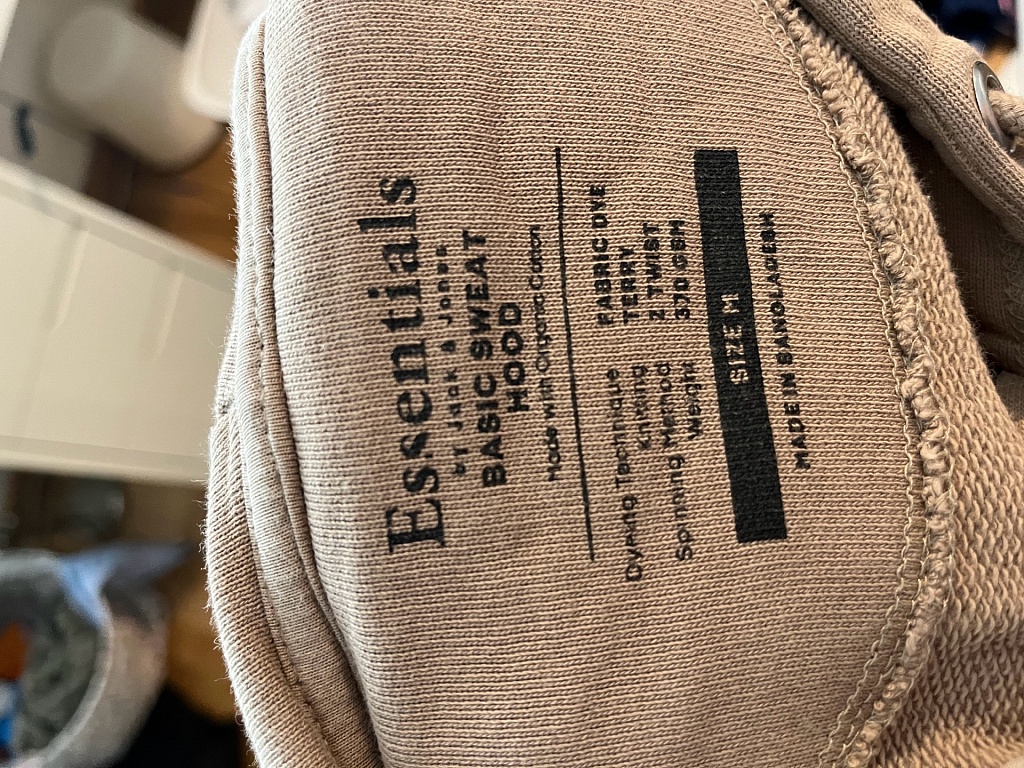 Essentials
by Jack & Jones
BASIC SWEAT
HOOD
Made with Organic Cotton
Dyeing Technique FABRIC DYE
Knitting TERRY
Spinning Method Z TWIST
Weight 370 GSM
SIZE M
MADE IN BANGLADESH